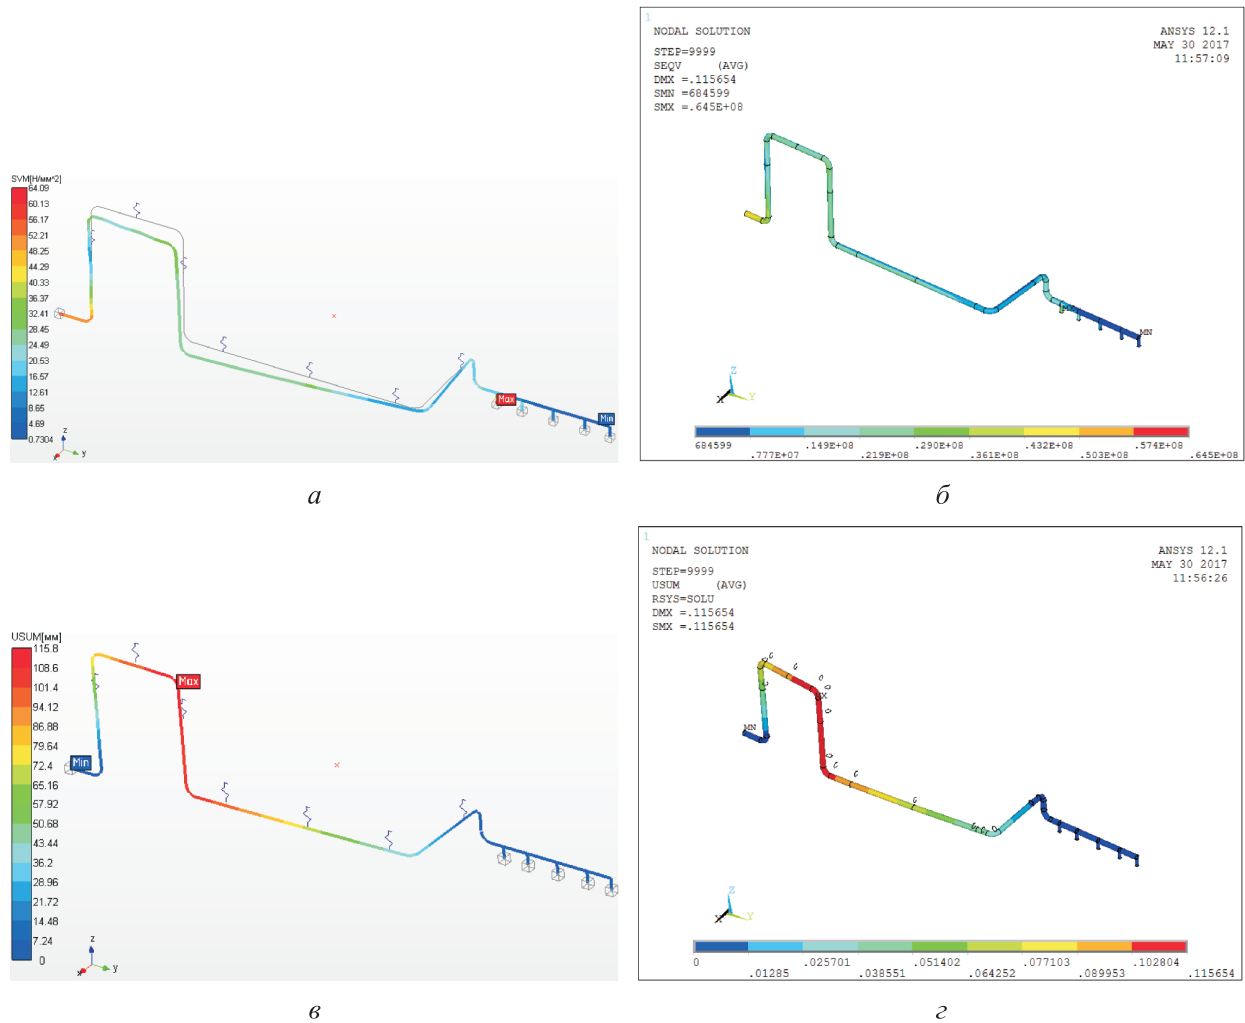 SVM[Н/мм^2]
64.09
60.13
56.17
52.21
48.25
44.29
40.33
36.37
32.41
28.45
24.49
20.53
16.57
12.61
8.65
4.69
0.7304
Max
Min
z
y
x
а
1
NODAL SOLUTION
STEP=9999
SEQV (AVG)
DMX =.115654
SMN =684599
SMX =.645E+08
ANSYS 12.1
MAY 30 2017
11:57:09
MN
Z
X
Y
684599 .149E+08 .290E+08 .432E+08 .574E+08
.777E+07 .219E+08 .361E+08 .503E+08 .645E+08
б
USUM[мм]
115.8
108.6
101.4
94.12
86.88
79.64
72.4
65.16
57.92
50.68
43.44
36.2
28.96
21.72
14.48
7.24
0
Max
Min
z
y
x
в
1
NODAL SOLUTION
STEP=9999
USUM (AVG)
RSYS=SOLU
DMX =.115654
SMX =.115654
ANSYS 12.1
MAY 30 2017
11:56:26
MN
Z
X
Y
0 .025701 .051402 .077103 .102804
.01285 .038551 .064252 .089953 .115654
г